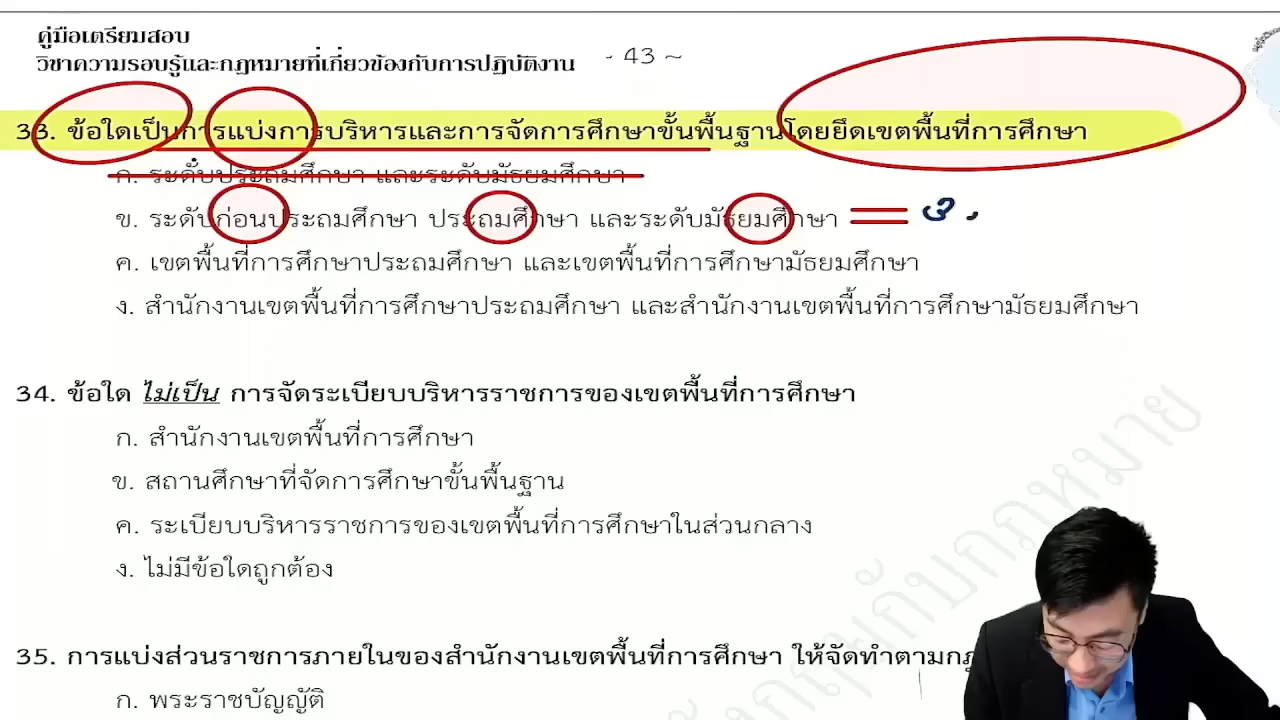 คู่มือเตรียมสอบ
วิชาความรอบรู้และกฎหมายที่เกี่ยวข้องกับการปฏิบัติงาน
- 43 ~
33. ข้อใดเป็นการแบ่งการบริหารและการจัดการศึกษาขั้นพื้นฐานโดยยึดเขตพื้นที่การศึกษา
ก. ระดับประถมศึกษา และระดับมัธยมศึกษา
ข. ระดับก่อนประถมศึกษา ประถมศึกษา และระดับมัธยมศึกษา
ค. เขตพื้นที่การศึกษาประถมศึกษา และเขตพื้นที่การศึกษามัธยมศึกษา
ง. สำนักงานเขตพื้นที่การศึกษาประถมศึกษา และสำนักงานเขตพื้นที่การศึกษามัธยมศึกษา
34. ข้อใด ไม่เป็น การจัดระเบียบบริหารราชการของเขตพื้นที่การศึกษา
ก. สำนักงานเขตพื้นที่การศึกษา
ข. สถานศึกษาที่จัดการศึกษาขั้นพื้นฐาน
ค. ระเบียบบริหารราชการของเขตพื้นที่การศึกษาในส่วนกลาง
ง. ไม่มีข้อใดถูกต้อง
35. การแบ่งส่วนราชการภายในของสำนักงานเขตพื้นที่การศึกษา ให้จัดทำตามกฎ
ก. พระราชบัญญัติ